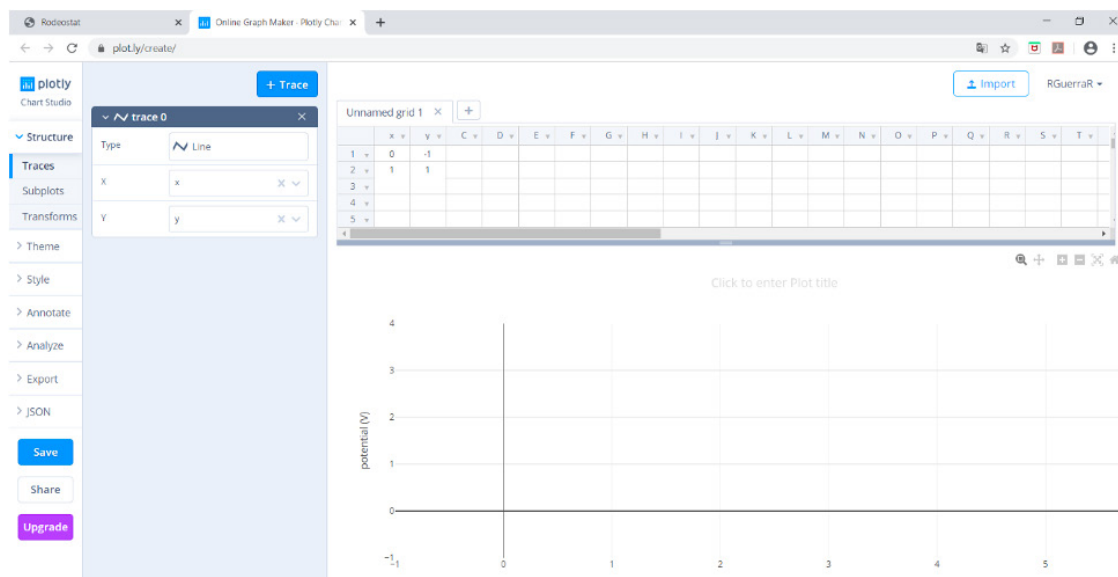 Rodeostat
Online Graph Maker · Plotly Cha
plot.ly/create/
plotly
Chart Studio
Structure
Traces
Subplots
Transforms
Theme
Style
Annotate
Analyze
Export
JSON
Save
Share
Upgrade
+ Trace
trace 0
Type Line
X x
Y y
Import RGuerraR
Unnamed grid 1
x y C D E F G H I J K L M N O P Q R S T
1 0 -1
2 1 1
3
4
5
Click to enter Plot title
4
3
2
1
0
-1
potential (V)
-1 0 1 2 3 4 5